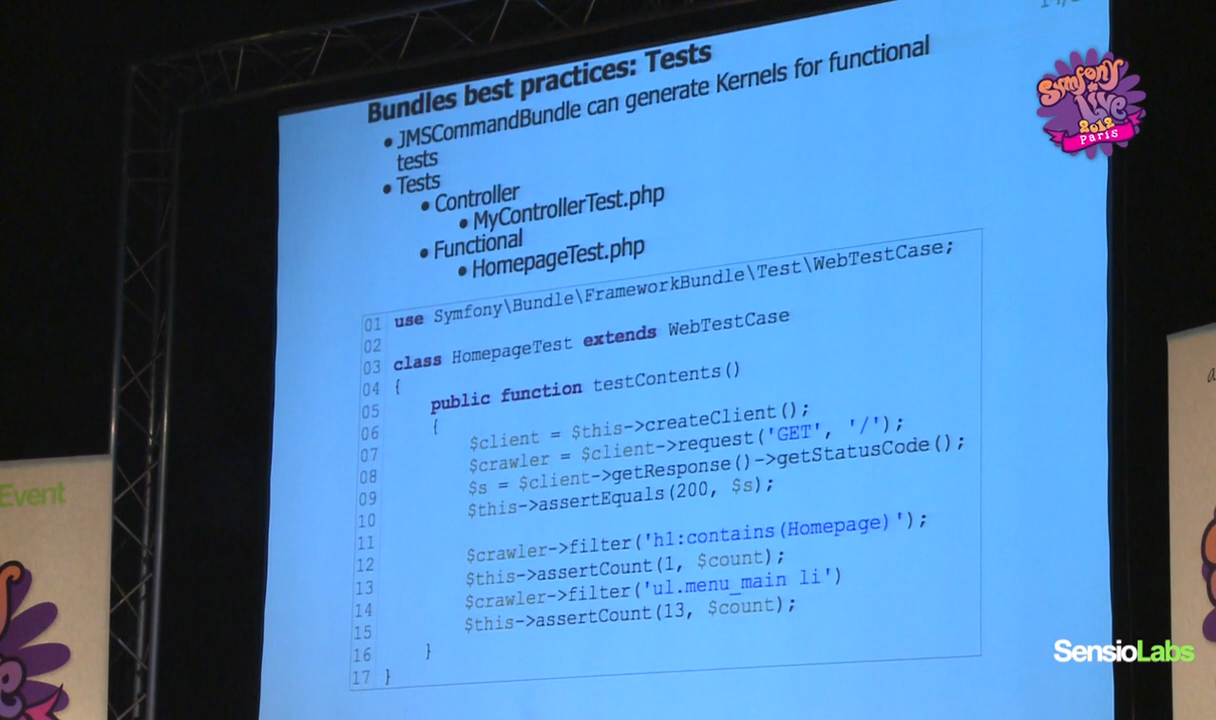 Bundles best practices: Tests
• JMSCommandBundle can generate Kernels for functional
tests
• Tests
• Controller
• MyControllerTest.php
• Functional
• HomepageTest.php
01 use Symfony\Bundle\FrameworkBundle\Test\WebTestCase;
02
03 class HomepageTest extends WebTestCase
04 {
05 public function testContents()
06 {
07 $client = $this->createClient();
08 $crawler = $client->request('GET', '/');
09 $s = $client->getResponse()->getStatusCode();
10 $this->assertEquals(200, $s);
11
12 $crawler->filter('h1:contains(Homepage)');
13 $this->assertCount(1, $count);
14 $crawler->filter('ul.menu_main li')
15 $this->assertCount(13, $count);
16 }
17 }
Symfony
Live
2012
Paris
Event
SensioLabs